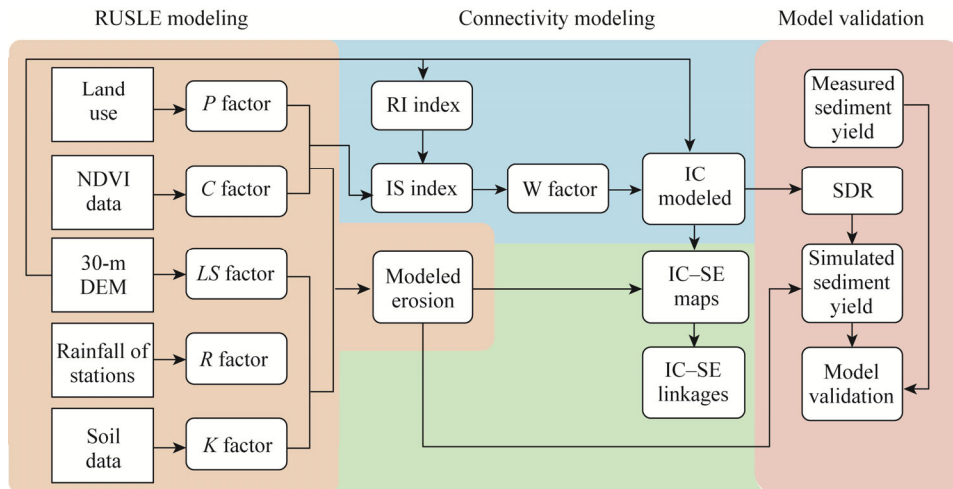 RUSLE modeling
Connectivity modeling
Model validation
Land
use
P factor
RI index
Measured
sediment
yield
NDVI
data
C factor
IS index
W factor
IC
modeled
SDR
30-m
DEM
LS factor
Modeled
erosion
IC–SE
maps
Simulated
sediment
yield
Rainfall of
stations
R factor
IC–SE
linkages
Model
validation
Soil
data
K factor